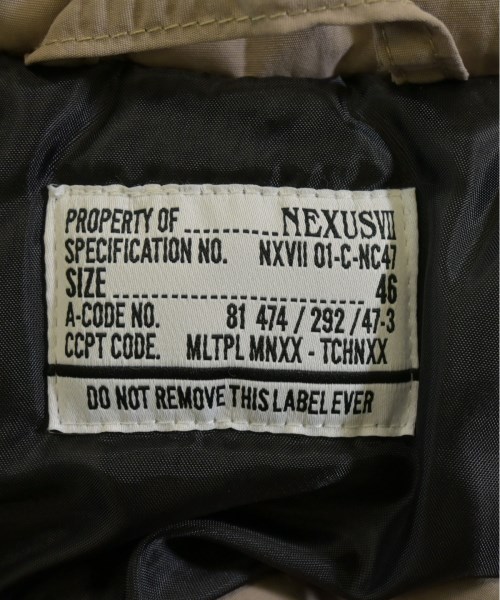 PROPERTY OF NEXUSVII
SPECIFICATION NO. NXVII 01-C-NC47
SIZE 46
A-CODE NO. 81 474 / 292 / 47-3
CCPT CODE. MLTPL MNXX - TCHNXX
DO NOT REMOVE THIS LABEL EVER